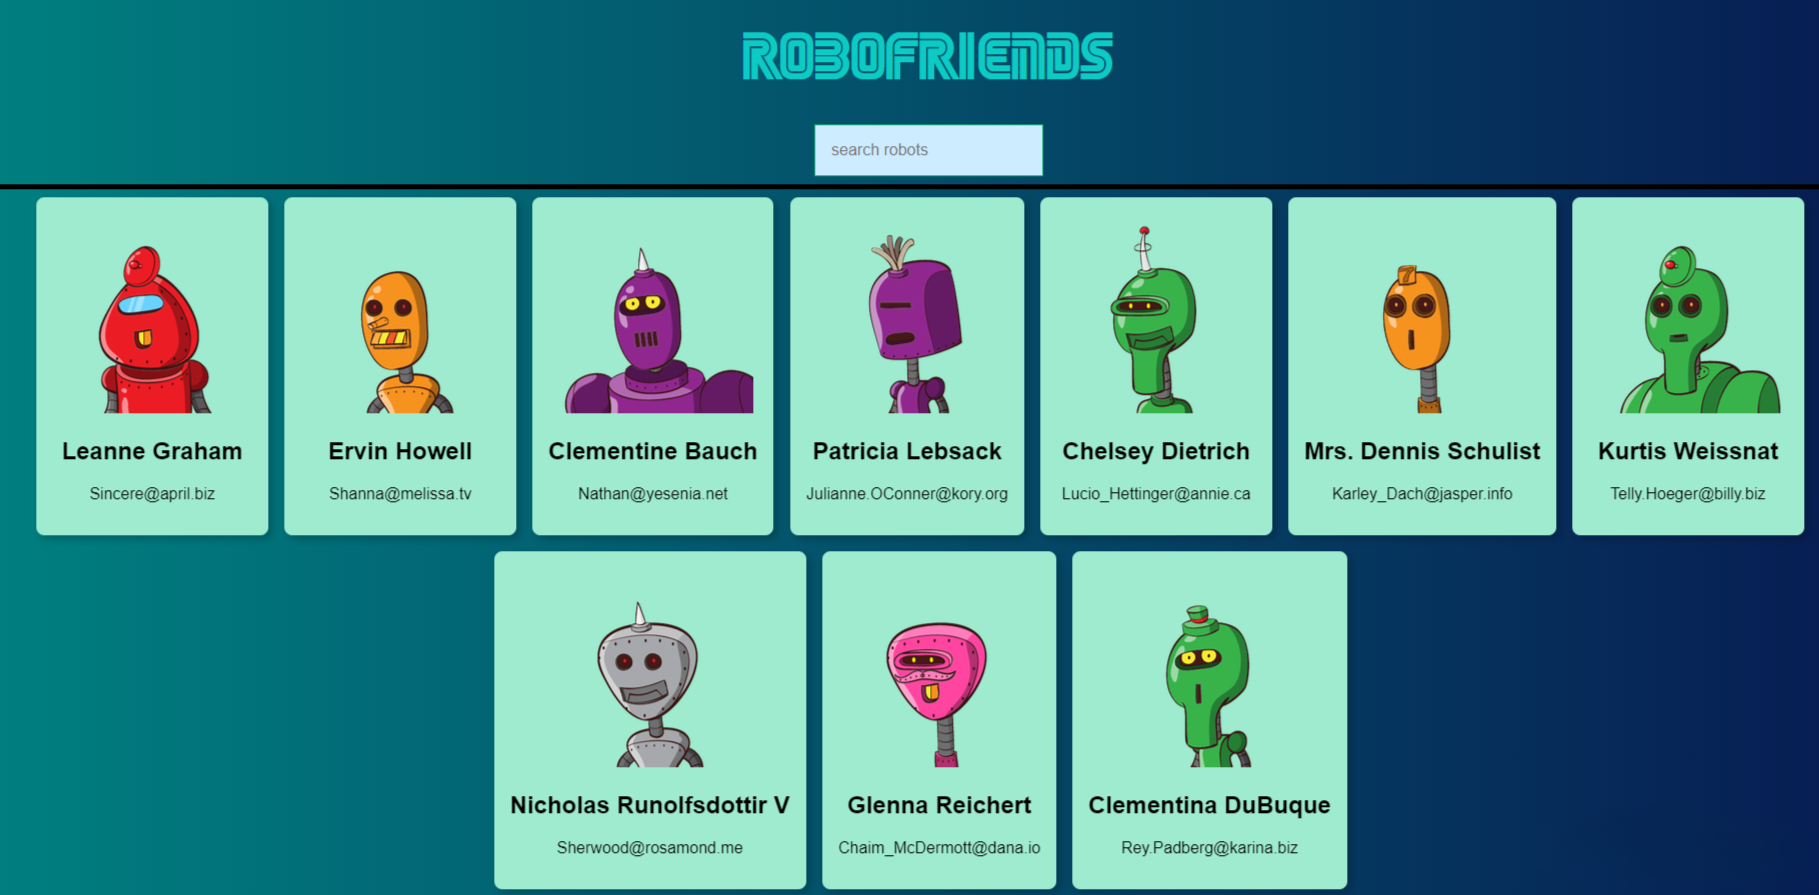 ROBOFRIENDS
search robots
7
Leanne Graham
Sincere@april.biz
Ervin Howell
Shanna@melissa.tv
Clementine Bauch
Nathan@yesenia.net
Patricia Lebsack
Julianne.OConner@kory.org
Chelsey Dietrich
Lucio_Hettinger@annie.ca
Mrs. Dennis Schulist
Karley_Dach@jasper.info
Kurtis Weissnat
Telly.Hoeger@billy.biz
Nicholas Runolfsdottir V
Sherwood@rosamond.me
Glenna Reichert
Chaim_McDermott@dana.io
Clementina DuBuque
Rey.Padberg@karina.biz